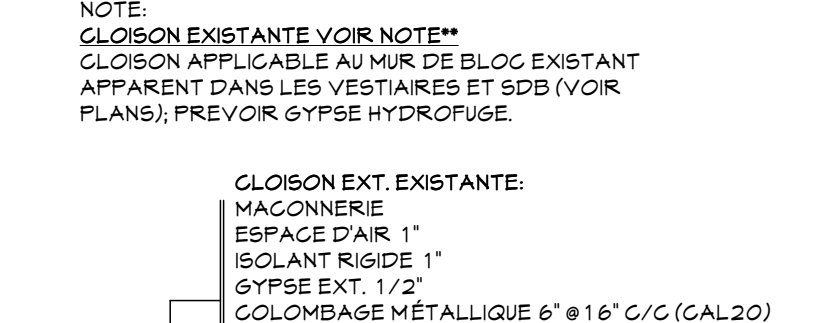 NOTE:
CLOISON EXISTANTE VOIR NOTE**
CLOISON APPLICABLE AU MUR DE BLOC EXISTANT
APPARENT DANS LES VESTIAIRES ET SDB (VOIR
PLANS); PREVOIR GYPSE HYDROFUGE.
CLOISON EXT. EXISTANTE:
MACONNERIE
ESPACE D'AIR 1"
ISOLANT RIGIDE 1"
GYPSE EXT. 1/2"
COLOMBAGE MÉTALLIQUE 6" @16" C/C (CAL20)